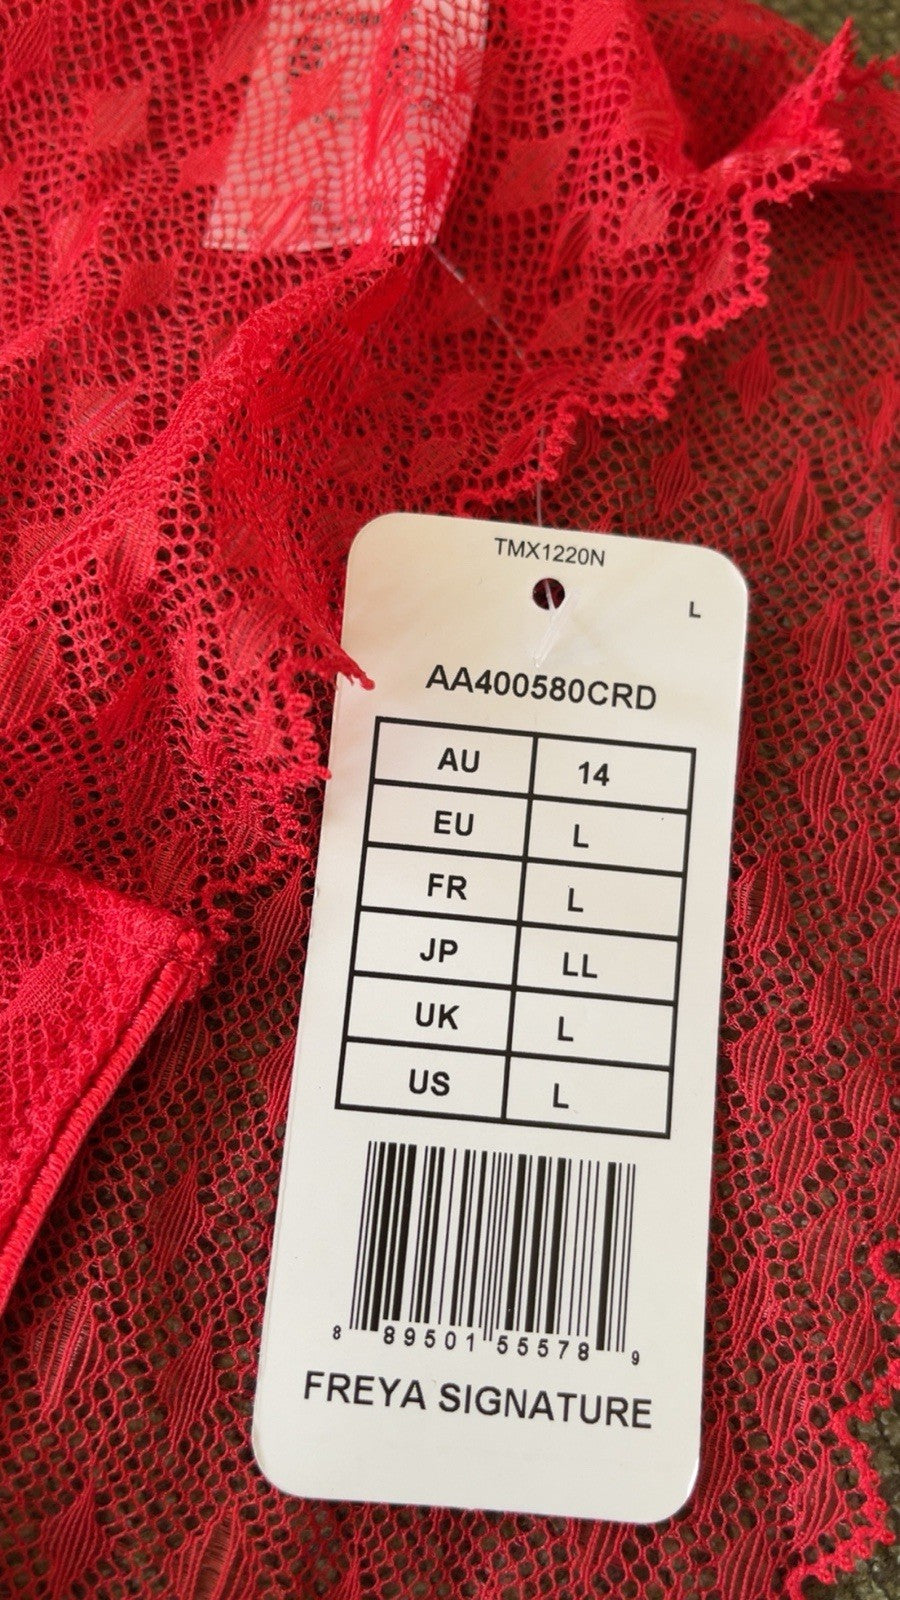 TMX1220N
L
AA400580CRD
AU 14
EU L
FR L
JP LL
UK L
US L
8 89501 55578 9
FREYA SIGNATURE